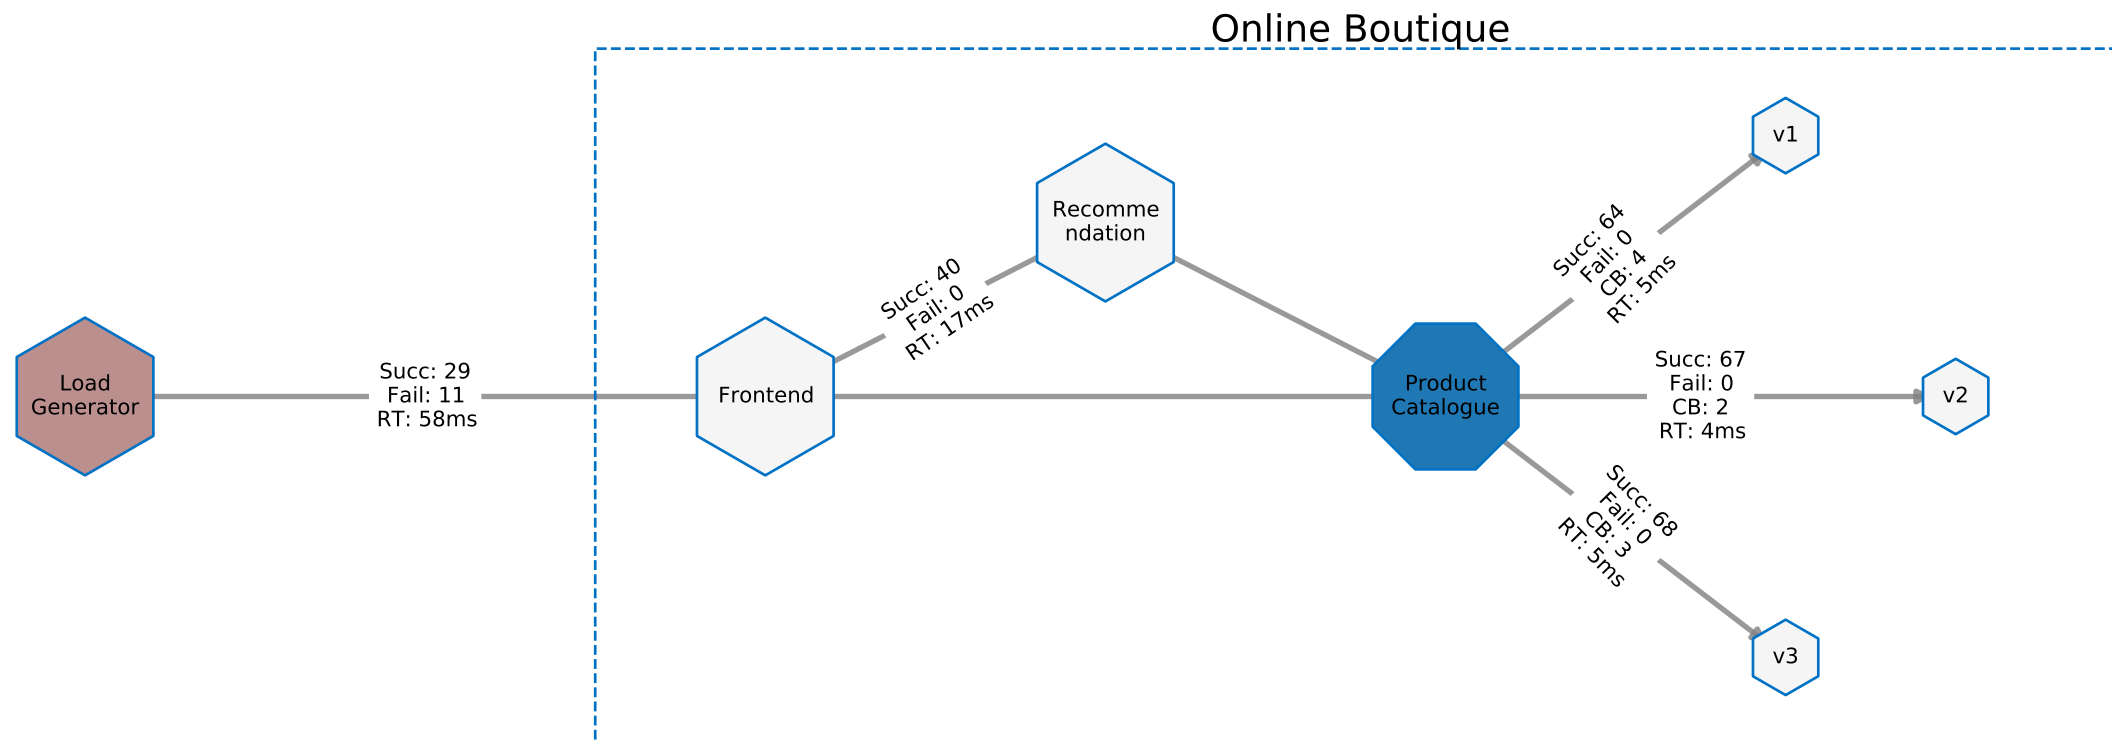 Online Boutique
Load
Generator
Succ: 29
Fail: 11
RT: 58ms
Frontend
Succ: 40
Fail: 0
RT: 17ms
Recomme
ndation
Product
Catalogue
Succ: 64
Fail: 0
CB: 4
RT: 5ms
v1
Succ: 67
Fail: 0
CB: 2
RT: 4ms
v2
Succ: 68
Fail: 0
CB: 3
RT: 5ms
v3